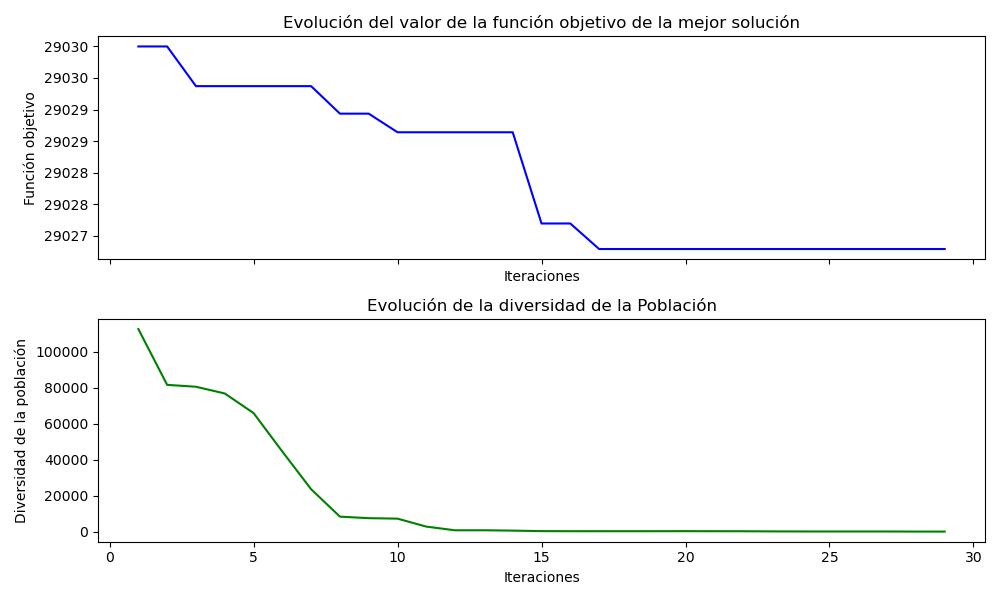 Evolución del valor de la función objetivo de la mejor solución
Función objetivo
29030
29030
29029
29029
29028
29028
29027
Iteraciones
Evolución de la diversidad de la Población
Diversidad de la población
100000
80000
60000
40000
20000
0
0 5 10 15 20 25 30
Iteraciones